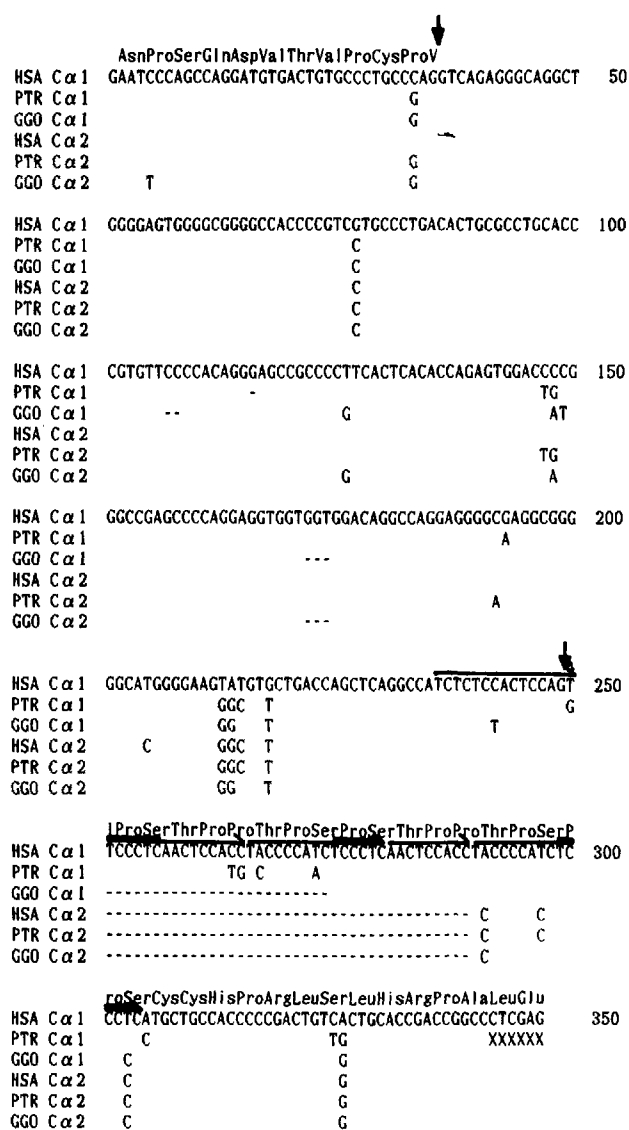 AsnProSerGlnAspValThrValProCysProV
HSA Cα1 GAATCCCAGCCAGGATGTGACTGTGCCCTGCCCAGGTCAGAGGGCAGGCT 50
PTR Cα1 G
GGO Cα1 G
HSA Cα2
PTR Cα2 G
GGO Cα2 T G
HSA Cα1 GGGGAGTGGGGCGGGGCCACCCCGTCGTGCCCTGACACTGCGCCTGCACC 100
PTR Cα1 C
GGO Cα1 C
HSA Cα2 C
PTR Cα2 C
GGO Cα2 C
HSA Cα1 CGTGTTCCCCACAGGGAGCCGCCCCTTCACTCACACCAGAGTGGACCCCG 150
PTR Cα1 - TG
GGO Cα1 -- G AT
HSA Cα2
PTR Cα2 TG
GGO Cα2 G A
HSA Cα1 GGCCGAGCCCCAGGAGGTGGTGGTGGACAGGCCAGGAGGGGCGAGGCGGG 200
PTR Cα1 A
GGO Cα1 ---
HSA Cα2
PTR Cα2 A
GGO Cα2 ---
HSA Cα1 GGCATGGGGAAGTATGTGCTGACCAGCTCAGGCCATCTCTCCACTCCAGT 250
PTR Cα1 GGC T G
GGO Cα1 GG T T
HSA Cα2 C GGC T
PTR Cα2 GGC T
GGO Cα2 GG T
lProSerThrProProThrProSerProSerThrProProThrProSerP
HSA Cα1 TCCCTCAACTCCACCTACCCCATCTCCCTCAACTCCACCTACCCCATCTC 300
PTR Cα1 TG C A
GGO Cα1 ------------------------
HSA Cα2 --------------------------------------- C C
PTR Cα2 --------------------------------------- C C
GGO Cα2 --------------------------------------- C
roSerCysCysHisProArgLeuSerLeuHisArgProAlaLeuGlu
HSA Cα1 CCTCATGCTGCCACCCCCGACTGTCACTGCACCGACCGGCCCTCGAG 350
PTR Cα1 C TG XXXXXX
GGO Cα1 C G
HSA Cα2 C G
PTR Cα2 C G
GGO Cα2 C G